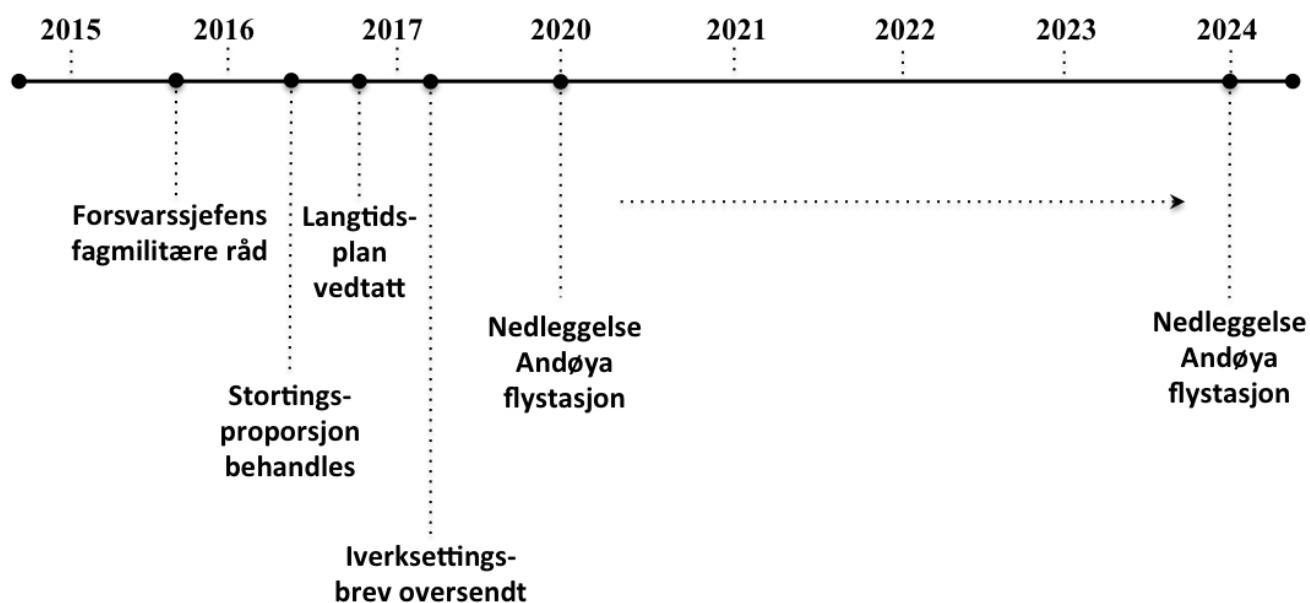 2015 2016 2017 2020 2021 2022 2023 2024
Forsvarssjefens
fagmilitære råd
Stortings-
proporsjon
behandles
Langtids-
plan
vedtatt
Iverksettings-
brev oversendt
Nedleggelse
Andøya
flystasjon
Nedleggelse
Andøya
flystasjon